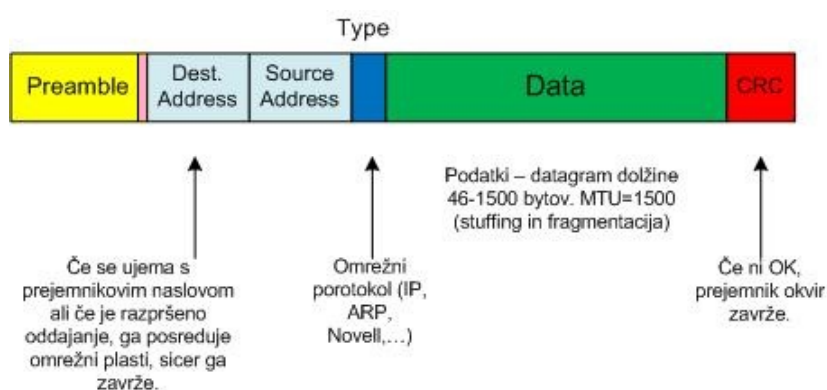 Type
Preamble
Dest.
Address
Source
Address
Data
CRC
Podatki – datagram dolžine
46-1500 bytov. MTU=1500
(stuffing in fragmentacija)
Če se ujema s
prejemnikovim naslovom
ali če je razpršeno
oddajanje, ga posreduje
omrežni plasti, sicer ga
zavrže.
Omrežni
porotokol (IP,
ARP,
Novell,…)
Če ni OK,
prejemnik okvir
zavrže.